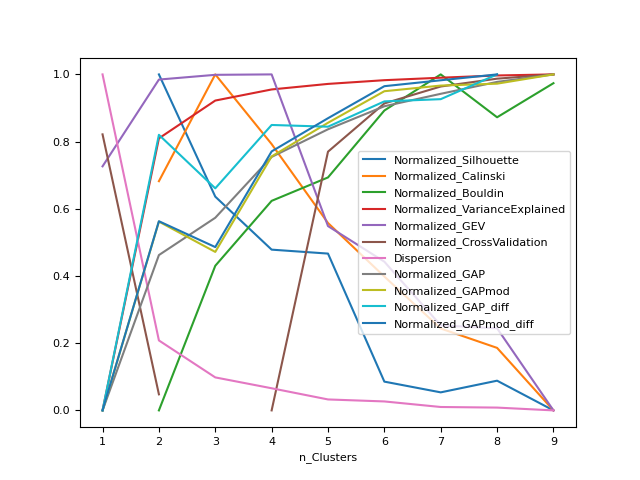 1.0
0.8
0.6
0.4
0.2
0.0
Normalized_Silhouette
Normalized_Calinski
Normalized_Bouldin
Normalized_VarianceExplained
Normalized_GEV
Normalized_CrossValidation
Dispersion
Normalized_GAP
Normalized_GAPmod
Normalized_GAP_diff
Normalized_GAPmod_diff
1 2 3 4 5 6 7 8 9
n_Clusters